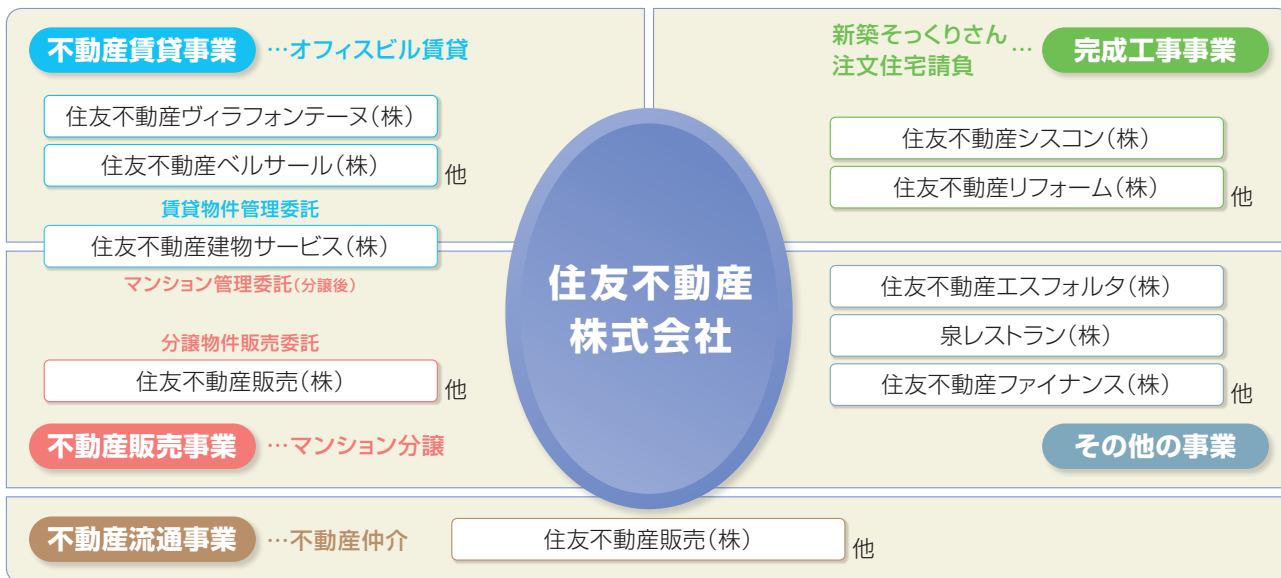 不動産賃貸事業 …オフィスビル賃貸
住友不動産ヴィラフォンテーヌ(株)
住友不動産ベルサール(株) 他
賃貸物件管理委託
住友不動産建物サービス(株)
マンション管理委託(分譲後)
分譲物件販売委託
住友不動産販売(株) 他
不動産販売事業 …マンション分譲
住友不動産
株式会社
新築そっくりさん
注文住宅請負 … 完成工事事業
住友不動産シスコン(株)
住友不動産リフォーム(株) 他
住友不動産エスフォルタ(株)
泉レストラン(株)
住友不動産ファイナンス(株) 他
その他の事業
不動産流通事業 …不動産仲介 住友不動産販売(株) 他